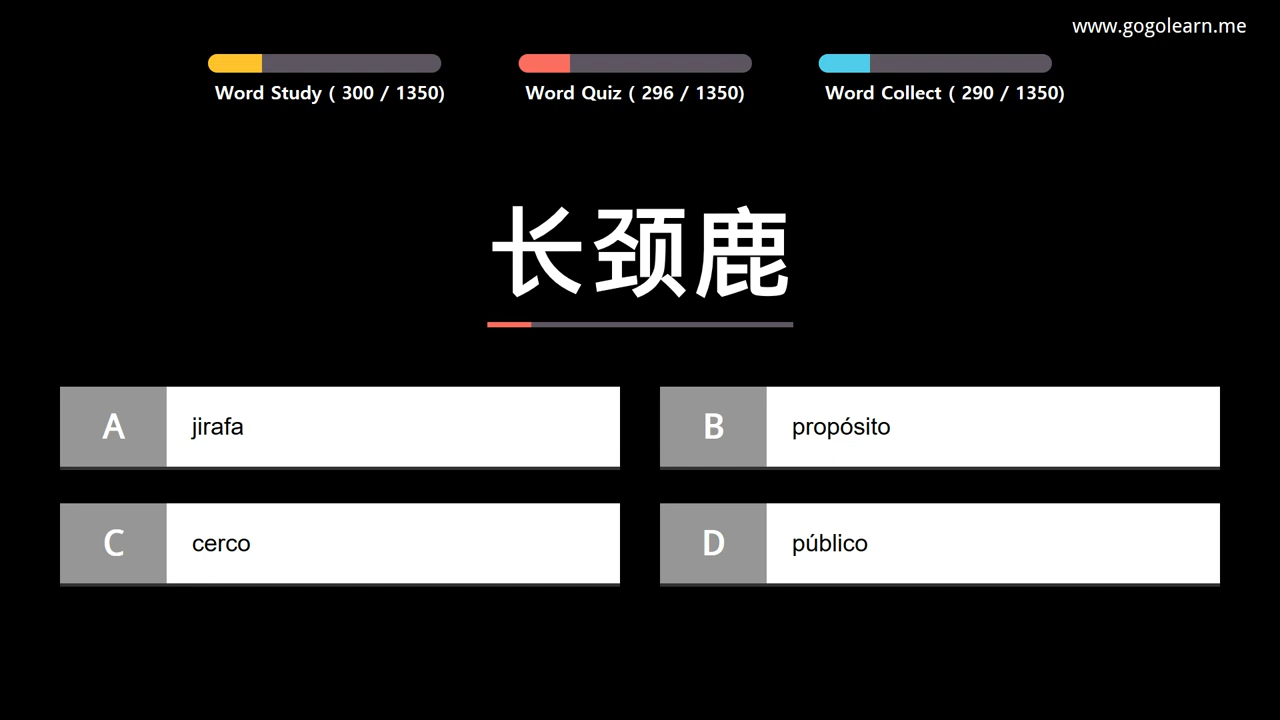 www.gogolearn.me
Word Study ( 300 / 1350)
Word Quiz ( 296 / 1350)
Word Collect ( 290 / 1350)
长颈鹿
A jirafa
B propósito
C cerco
D público